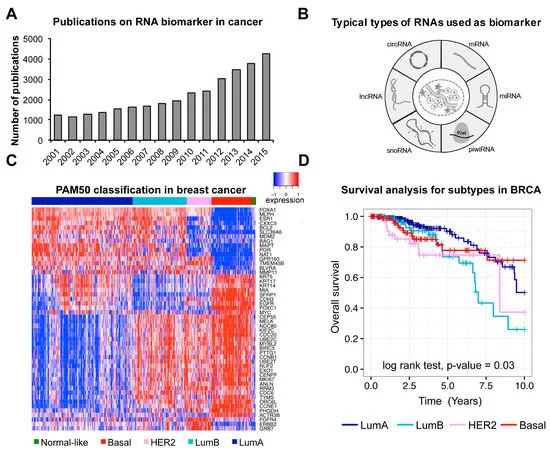 A
Publications on RNA biomarker in cancer
Number of publications
5000
4000
3000
2000
1000
0
2001
2002
2003
2004
2005
2006
2007
2008
2009
2010
2011
2012
2013
2014
2015
B
Typical types of RNAs used as biomarker
circRNA
mRNA
lncRNA
miRNA
snoRNA
piwiRNA
Piwi
C
PAM50 classification in breast cancer
-1 0 1
expression
FOXA1
MLPH
ESR1
CXXC5
BCL2
SLC39A6
MDM2
BAG1
MAPT
PGR
NAT1
GPR160
TMEM45B
BLVRA
MMP11
KRT5
KRT17
KRT14
MIA
SFRP1
CDH3
EGFR
FOXC1
MYC
CEP55
MELK
NDC80
KIF2C
CDC20
UBE2C
MYBL2
BIRC5
PTTG1
CCNB1
UBE2T
NUF2
EXO1
CENPF
MKI67
ANLN
RRM2
CDC6
TYMS
ORC6L
CCNE1
PHGDH
ACTR3B
FGFR4
ERBB2
GRB7
Normal-like Basal HER2 LumB LumA
D
Survival analysis for subtypes in BRCA
Overall survival
1.0
0.8
0.6
0.4
0.2
0.0
log rank test, p-value = 0.03
0.0 2.5 5.0 7.5 10.0
Time (Years)
LumA LumB HER2 Basal